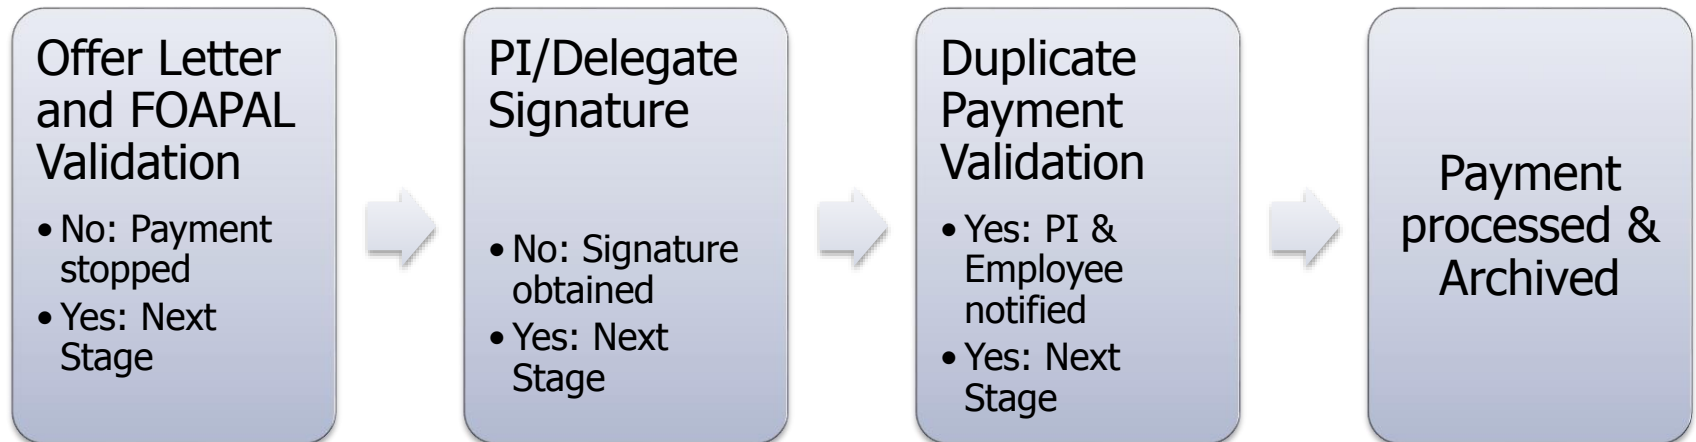 Offer Letter
and FOAPAL
Validation
• No: Payment
stopped
• Yes: Next
Stage
PI/Delegate
Signature
• No: Signature
obtained
• Yes: Next
Stage
Duplicate
Payment
Validation
• Yes: PI &
Employee
notified
• Yes: Next
Stage
Payment
processed &
Archived